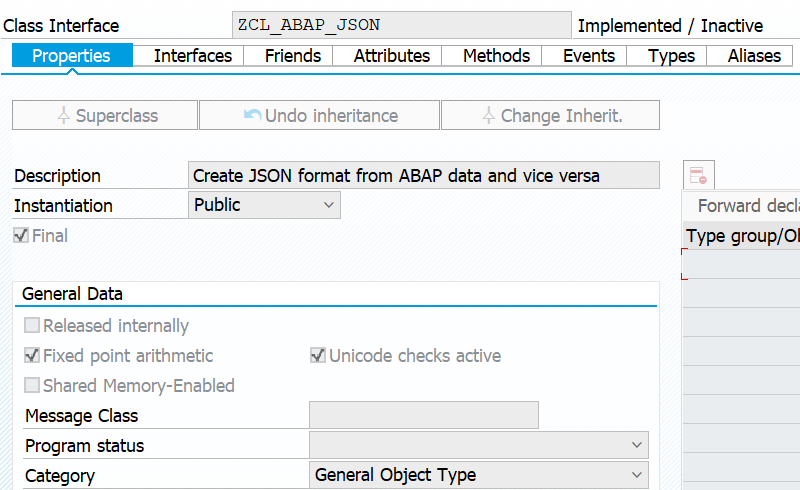 Class Interface ZCL_ABAP_JSON Implemented / Inactive
Properties Interfaces Friends Attributes Methods Events Types Aliases
Superclass Undo inheritance Change Inherit.
Description Create JSON format from ABAP data and vice versa
Instantiation Public
Forward decla
Final
Type group/Ob
General Data
Released internally
Fixed point arithmetic Unicode checks active
Shared Memory-Enabled
Message Class
Program status
Category General Object Type